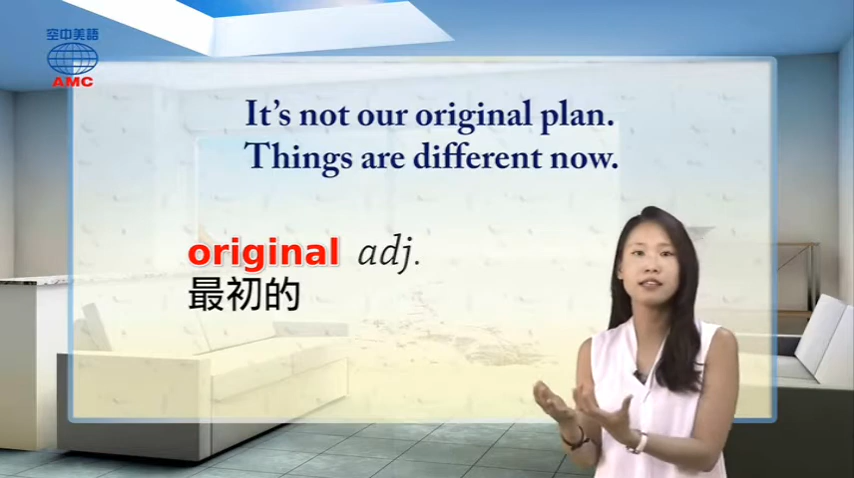 空中美語
AMC
It's not our original plan.
Things are different now.
original adj.
最初的